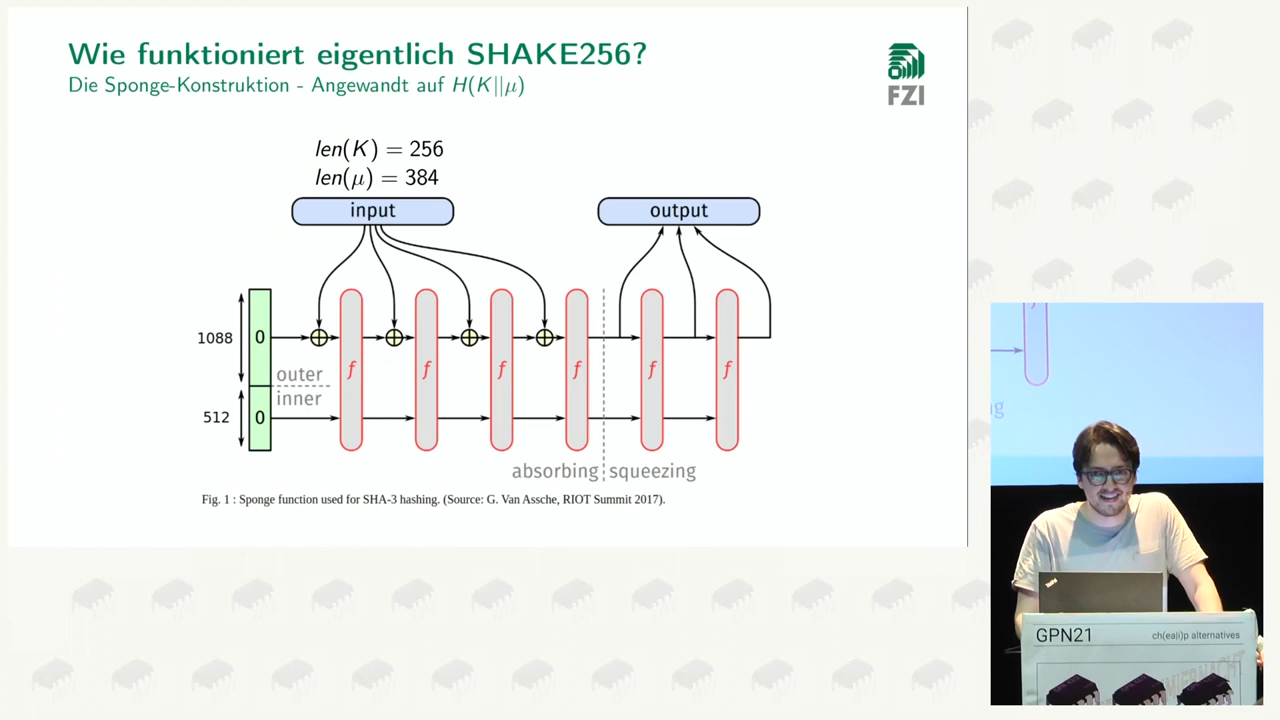 Wie funktioniert eigentlich SHAKE256?
Die Sponge-Konstruktion - Angewandt auf H(K||μ)
FZI
len(K) = 256
len(μ) = 384
input
output
1088
0
f
f
f
f
f
f
outer
inner
512
0
absorbing
squeezing
Fig. 1 : Sponge function used for SHA-3 hashing. (Source: G. Van Assche, RIOT Summit 2017).
GPN21
ch(ea|i)p alternatives